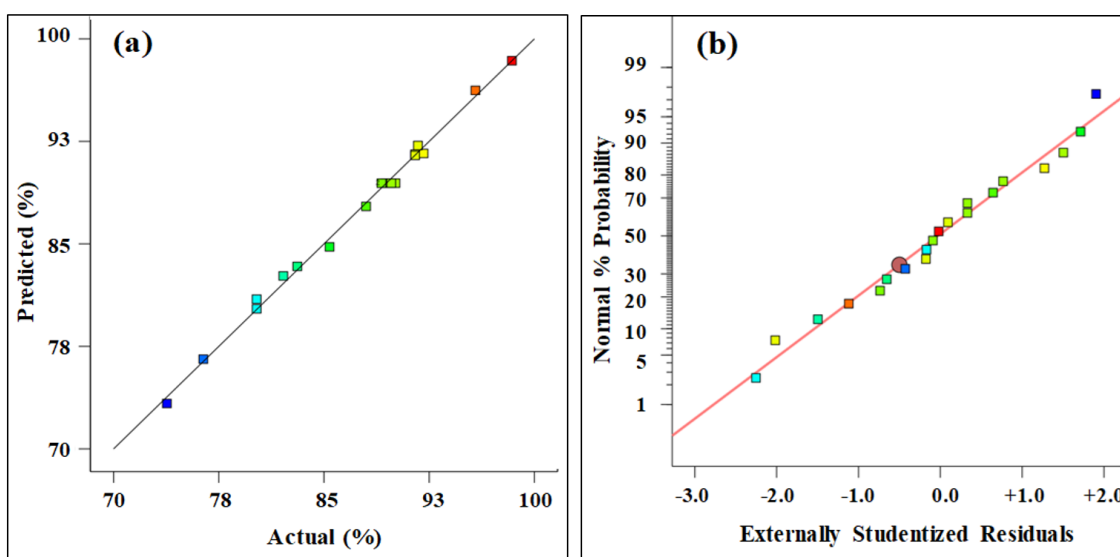 (a)
100
93
85
78
70
Predicted (%)
70 78 85 93 100
Actual (%)
(b)
99
95
90
80
70
50
30
20
10
5
1
Normal % Probability
-3.0 -2.0 -1.0 0.0 +1.0 +2.0
Externally Studentized Residuals